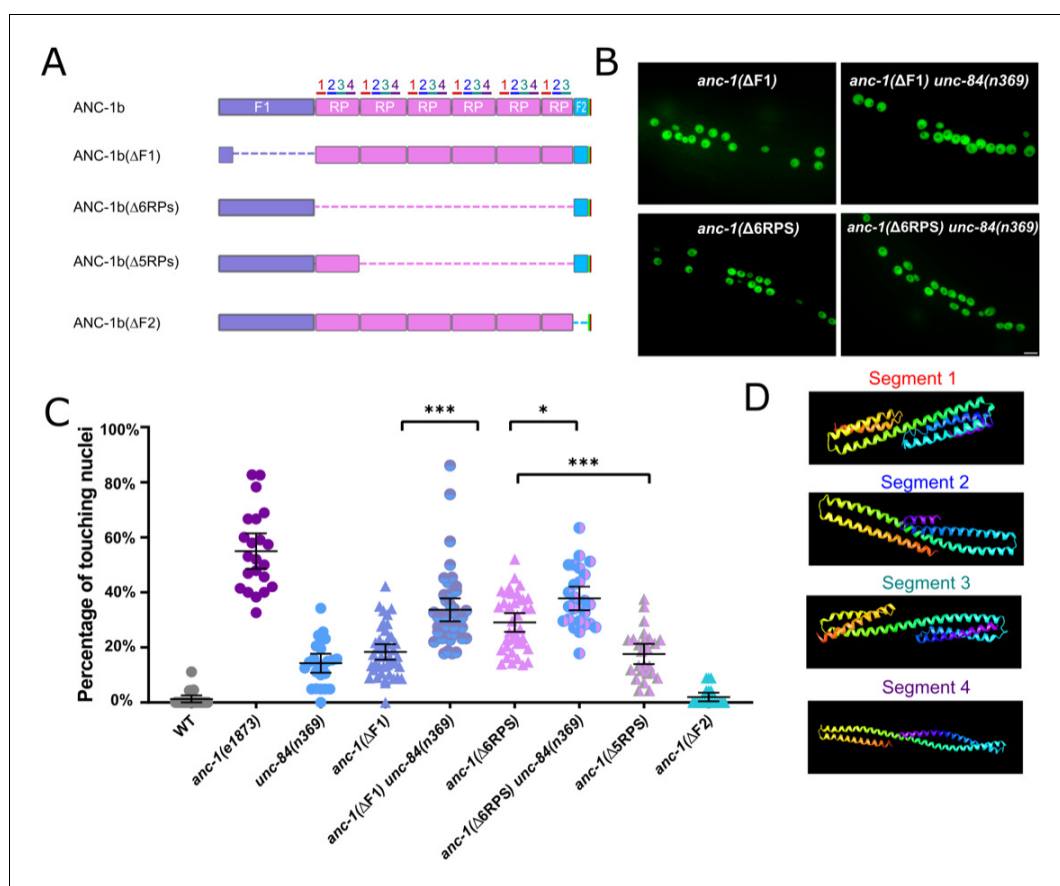 A
1 2 3 4 1 2 3 4 1 2 3 4 1 2 3 4 1 2 3 4 1 2 3
ANC-1b F1 RP RP RP RP RP RP F2
ANC-1b(ΔF1)
ANC-1b(Δ6RPs)
ANC-1b(Δ5RPs)
ANC-1b(ΔF2)
B
anc-1(ΔF1) anc-1(ΔF1) unc-84(n369)
anc-1(Δ6RPS) anc-1(Δ6RPS) unc-84(n369)
C
*** *
***
Percentage of touching nuclei
100%
80%
60%
40%
20%
0%
WT
anc-1(e1873)
unc-84(n369)
anc-1(ΔF1)
anc-1(ΔF1) unc-84(n369)
anc-1(Δ6RPS)
anc-1(Δ6RPS) unc-84(n369)
anc-1(Δ5RPS)
anc-1(ΔF2)
D
Segment 1
Segment 2
Segment 3
Segment 4